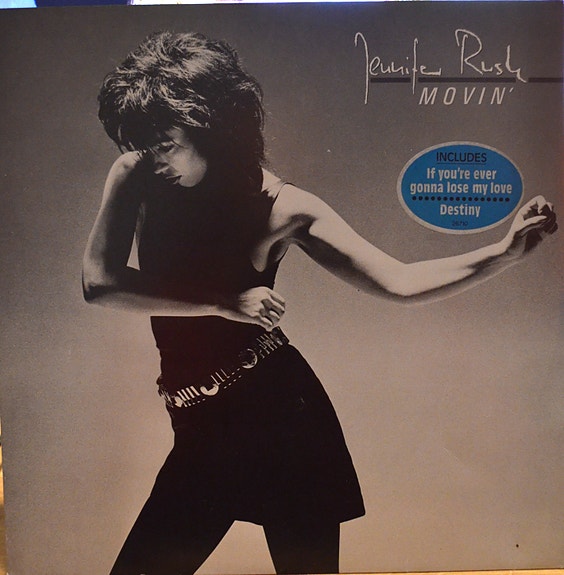 Jennifer Rush
MOVIN'
INCLUDES
If you're ever
gonna lose my love
Destiny